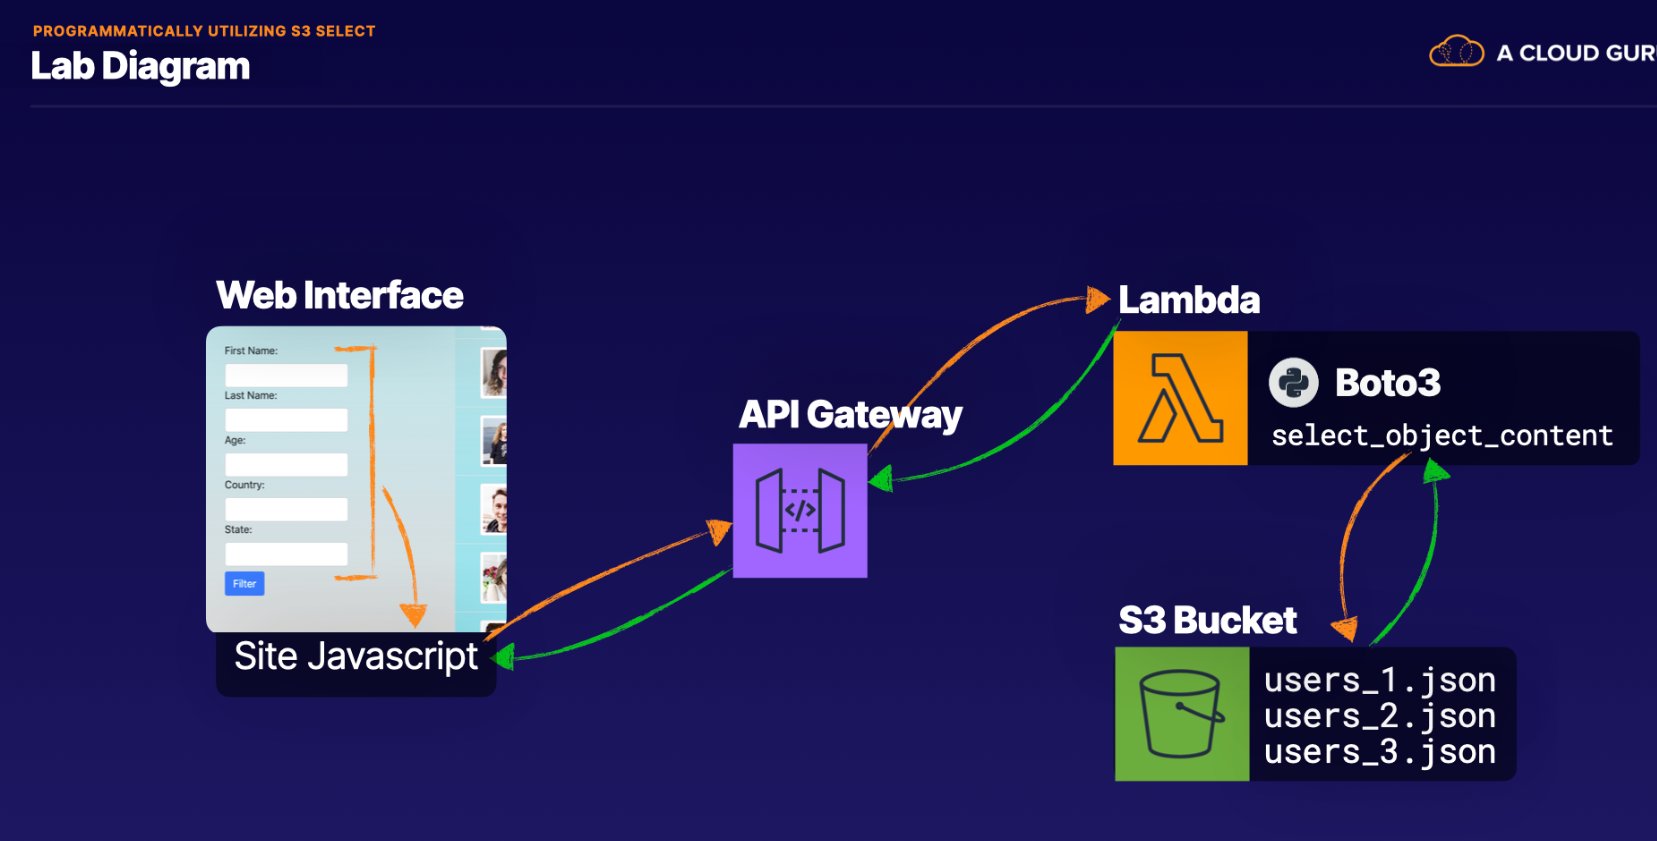 PROGRAMMATICALLY UTILIZING S3 SELECT
Lab Diagram
A CLOUD GUR
Web Interface
First Name:
Last Name:
Age:
Country:
State:
Filter
Site Javascript
API Gateway
</>
Lambda
Boto3
select_object_content
S3 Bucket
users_1.json
users_2.json
users_3.json